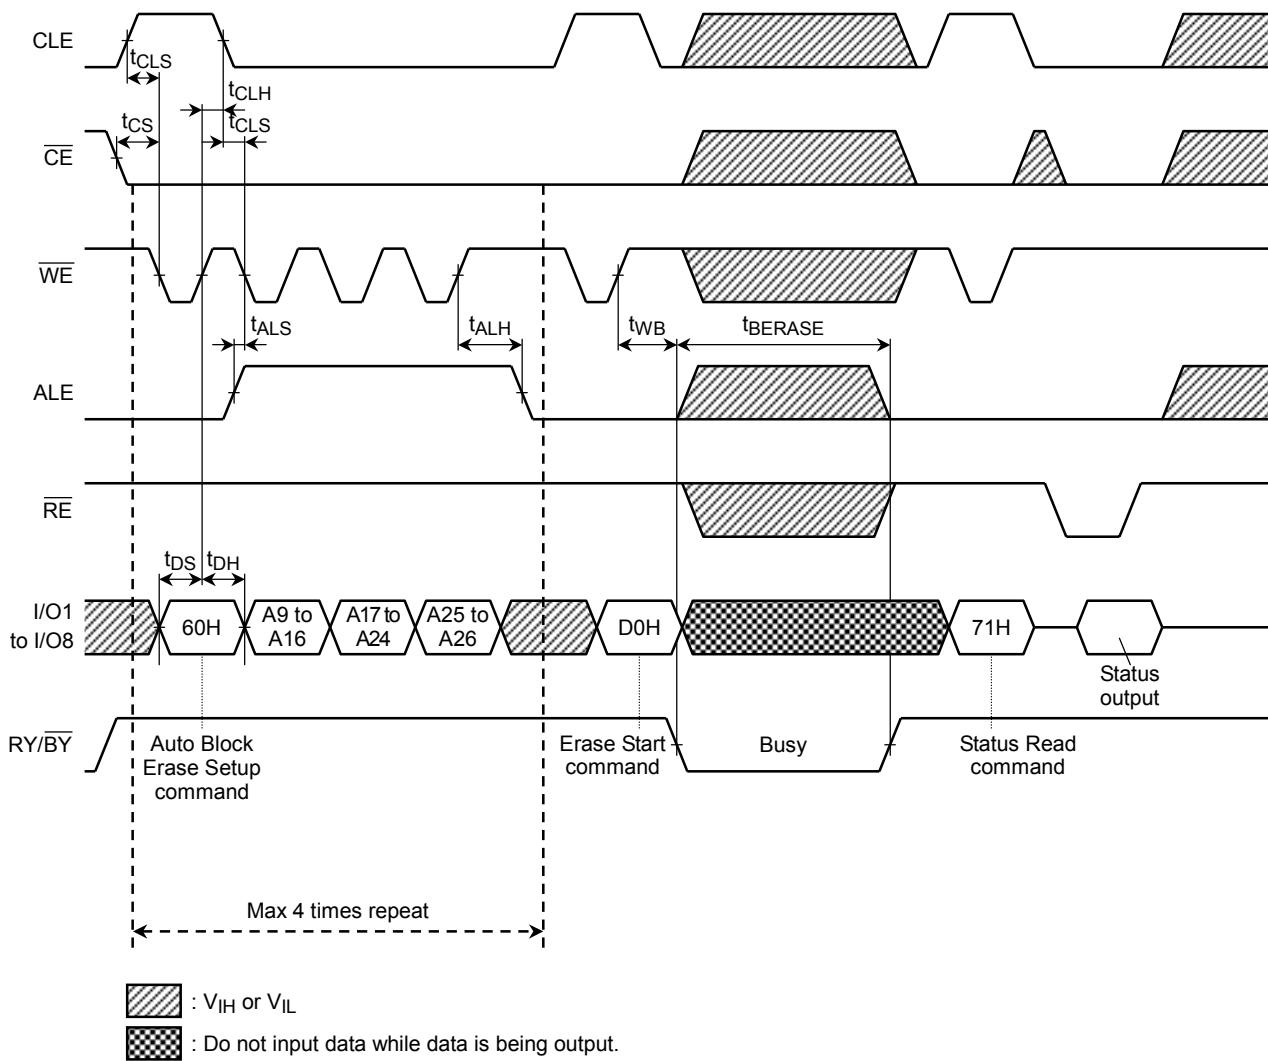 CLE
tCLS
tCLH
tCS
tCLS
CE
WE
tALS
tALH
tWB
tBERASE
ALE
RE
tDS
tDH
I/O1
to I/O8
60H
A9 to
A16
A17 to
A24
A25 to
A26
D0H
71H
Status
output
RY/BY
Auto Block
Erase Setup
command
Erase Start
command
Busy
Status Read
command
Max 4 times repeat
: VIH or VIL
: Do not input data while data is being output.